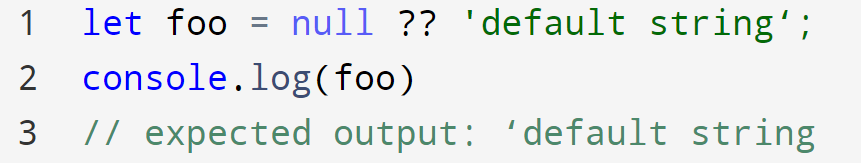 1 let foo = null ?? 'default string‘;
2 console.log(foo)
3 // expected output: ‘default string